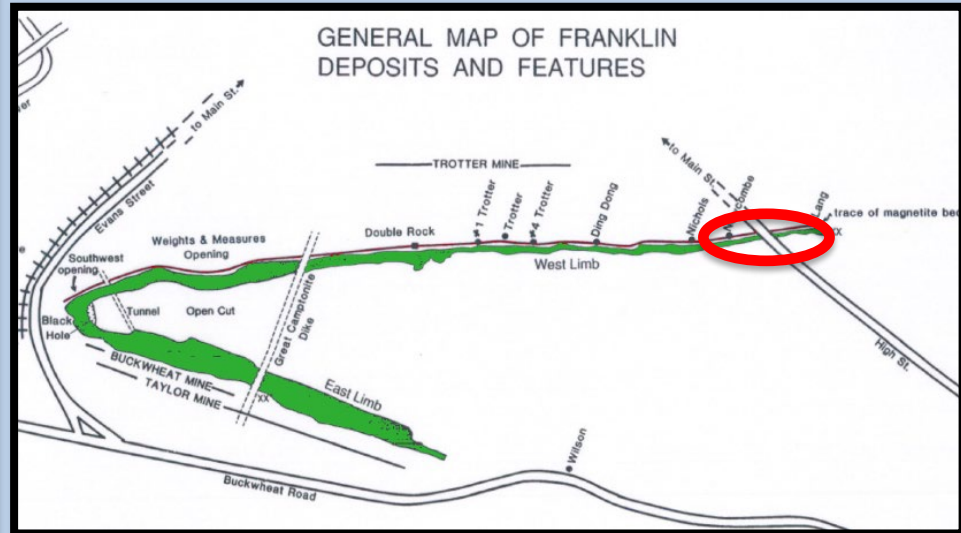 GENERAL MAP OF FRANKLIN
DEPOSITS AND FEATURES
to Main St.
Evans Street
TROTTER MINE
to Main St.
Weights & Measures
Opening
Double Rock
1 Trotter
Trotter
4 Trotter
Ding Dong
Nichols
Lang
trace of magnetite bed
xx
West Limb
Southwest
opening
Black
Hole
Tunnel
Open Cut
Great Camptonite
Dike
High St.
BUCKWHEAT MINE
TAYLOR MINE
xx
East Limb
Wilson
Buckwheat Road